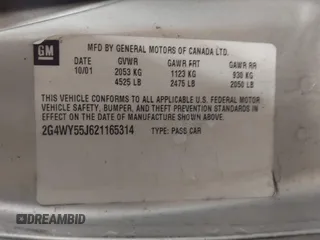 GM
MFD BY GENERAL MOTORS OF CANADA LTD.
DATE GVWR GAWR FRT GAWR RR
10/01 2053 KG 1123 KG 930 KG
4525 LB 2475 LB 2050 LB
THIS VEHICLE CONFORMS TO ALL APPLICABLE U.S. FEDERAL
MOTOR VEHICLE SAFETY, BUMPER, AND THEFT PREVENTION STANDARDS IN
EFFECT ON THE DATE OF MANUFACTURE SHOWN ABOVE.
2G4WY55J621165314 TYPE: PASS CAR
DREAMBID